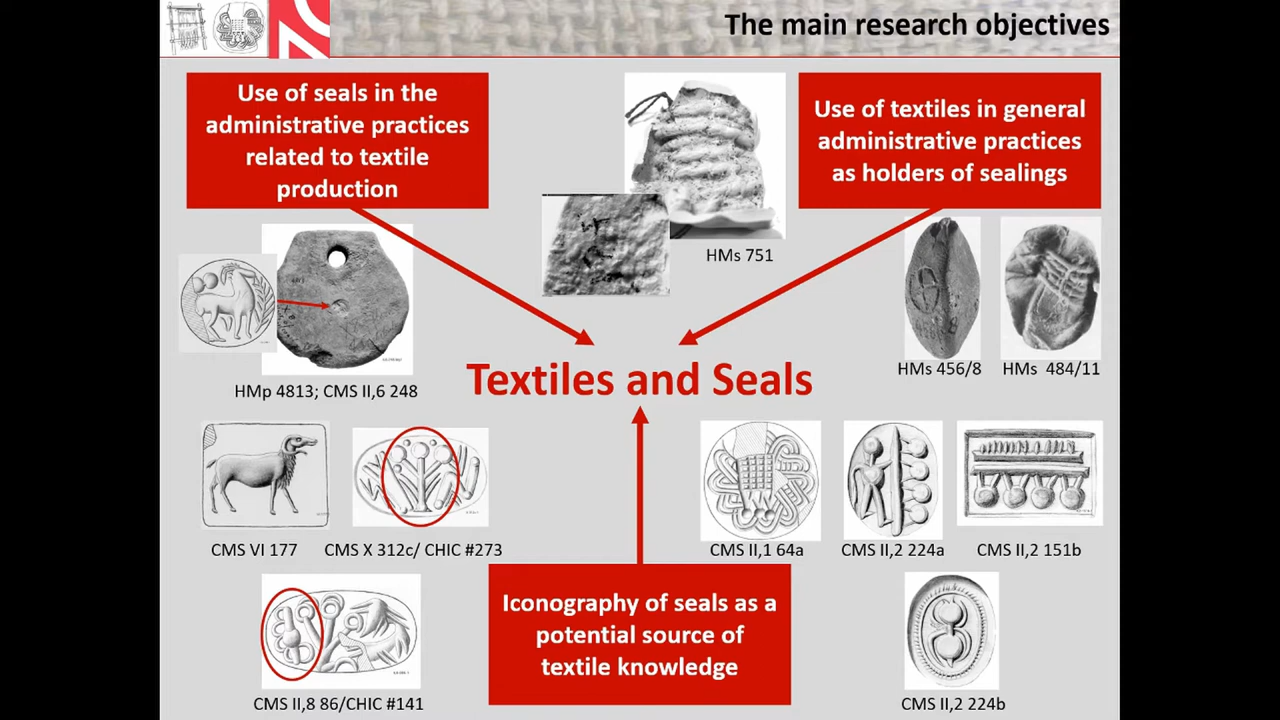 The main research objectives
Use of seals in the
administrative practices
related to textile
production
Use of textiles in general
administrative practices
as holders of sealings
HMs 751
HMs 456/8
HMs 484/11
HMp 4813; CMS II,6 248
Textiles and Seals
CMS VI 177
CMS X 312c/ CHIC #273
CMS II,1 64a
CMS II,2 224a
CMS II,2 151b
Iconography of seals as a
potential source of
textile knowledge
CMS II,8 86/CHIC #141
CMS II,2 224b